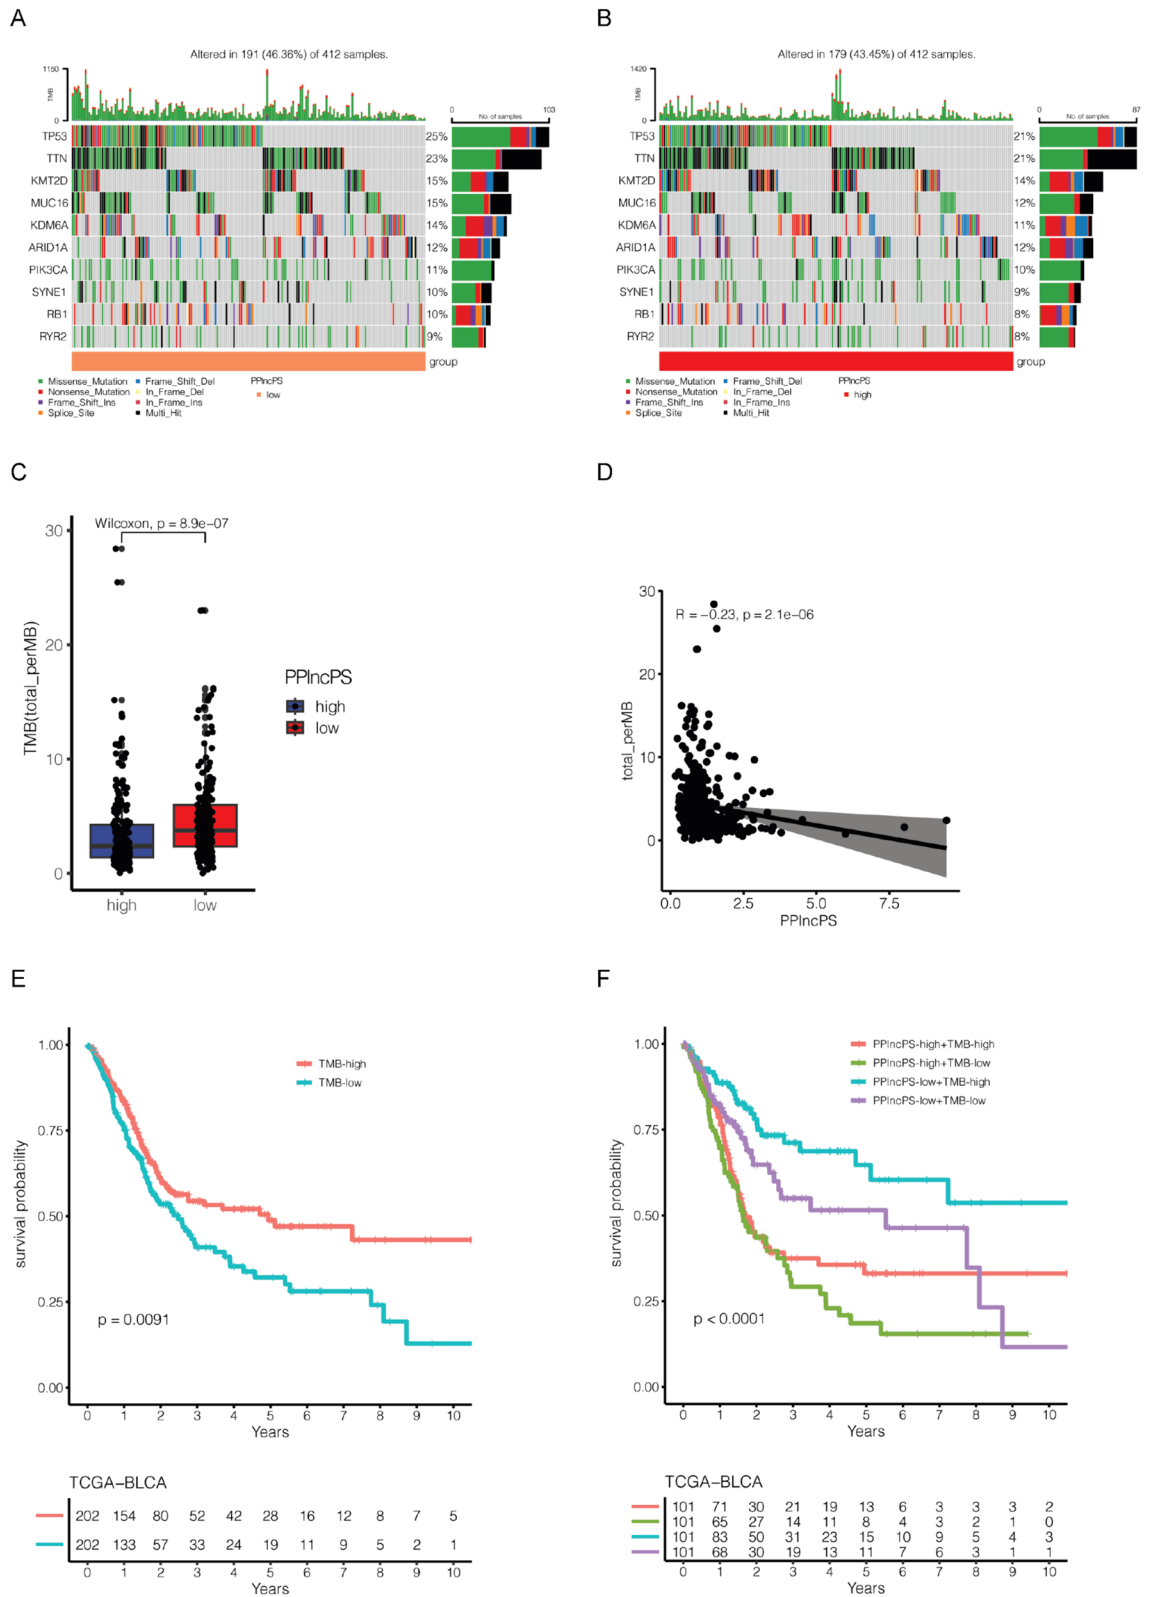 A
Altered in 191 (46.36%) of 412 samples.
1150
TMB
0
0
103
No. of samples
TP53 25%
TTN 23%
KMT2D 15%
MUC16 15%
KDM6A 14%
ARID1A 12%
PIK3CA 11%
SYNE1 10%
RB1 10%
RYR2 9%
group
Missense_Mutation
Nonsense_Mutation
Frame_Shift_Ins
Splice_Site
Frame_Shift_Del
In_Frame_Del
In_Frame_Ins
Multi_Hit
PPlncPS
low
B
Altered in 179 (43.45%) of 412 samples.
1420
TMB
0
0
87
No. of samples
TP53 21%
TTN 21%
KMT2D 14%
MUC16 12%
KDM6A 11%
ARID1A 12%
PIK3CA 10%
SYNE1 9%
RB1 8%
RYR2 8%
group
Missense_Mutation
Nonsense_Mutation
Frame_Shift_Ins
Splice_Site
Frame_Shift_Del
In_Frame_Del
In_Frame_Ins
Multi_Hit
PPlncPS
high
C
Wilcoxon, p = 8.9e−07
30
20
10
0
TMB(total_perMB)
high low
PPlncPS
high
low
D
R = −0.23, p = 2.1e−06
30
20
10
0
total_perMB
0.0 2.5 5.0 7.5
PPlncPS
E
1.00
0.75
0.50
0.25
0.00
survival probability
TMB-high
TMB-low
p = 0.0091
0 1 2 3 4 5 6 7 8 9 10
Years
TCGA−BLCA
202 154 80 52 42 28 16 12 8 7 5
202 133 57 33 24 19 11 9 5 2 1
0 1 2 3 4 5 6 7 8 9 10
Years
F
1.00
0.75
0.50
0.25
0.00
survival probability
PPlncPS-high+TMB-high
PPlncPS-high+TMB-low
PPlncPS-low+TMB-high
PPlncPS-low+TMB-low
p < 0.0001
0 1 2 3 4 5 6 7 8 9 10
Years
TCGA−BLCA
101 71 30 21 19 13 6 3 3 3 2
101 65 27 14 11 8 4 3 2 1 0
101 83 50 31 23 15 10 9 5 4 3
101 68 30 19 13 11 7 6 3 1 1
0 1 2 3 4 5 6 7 8 9 10
Years